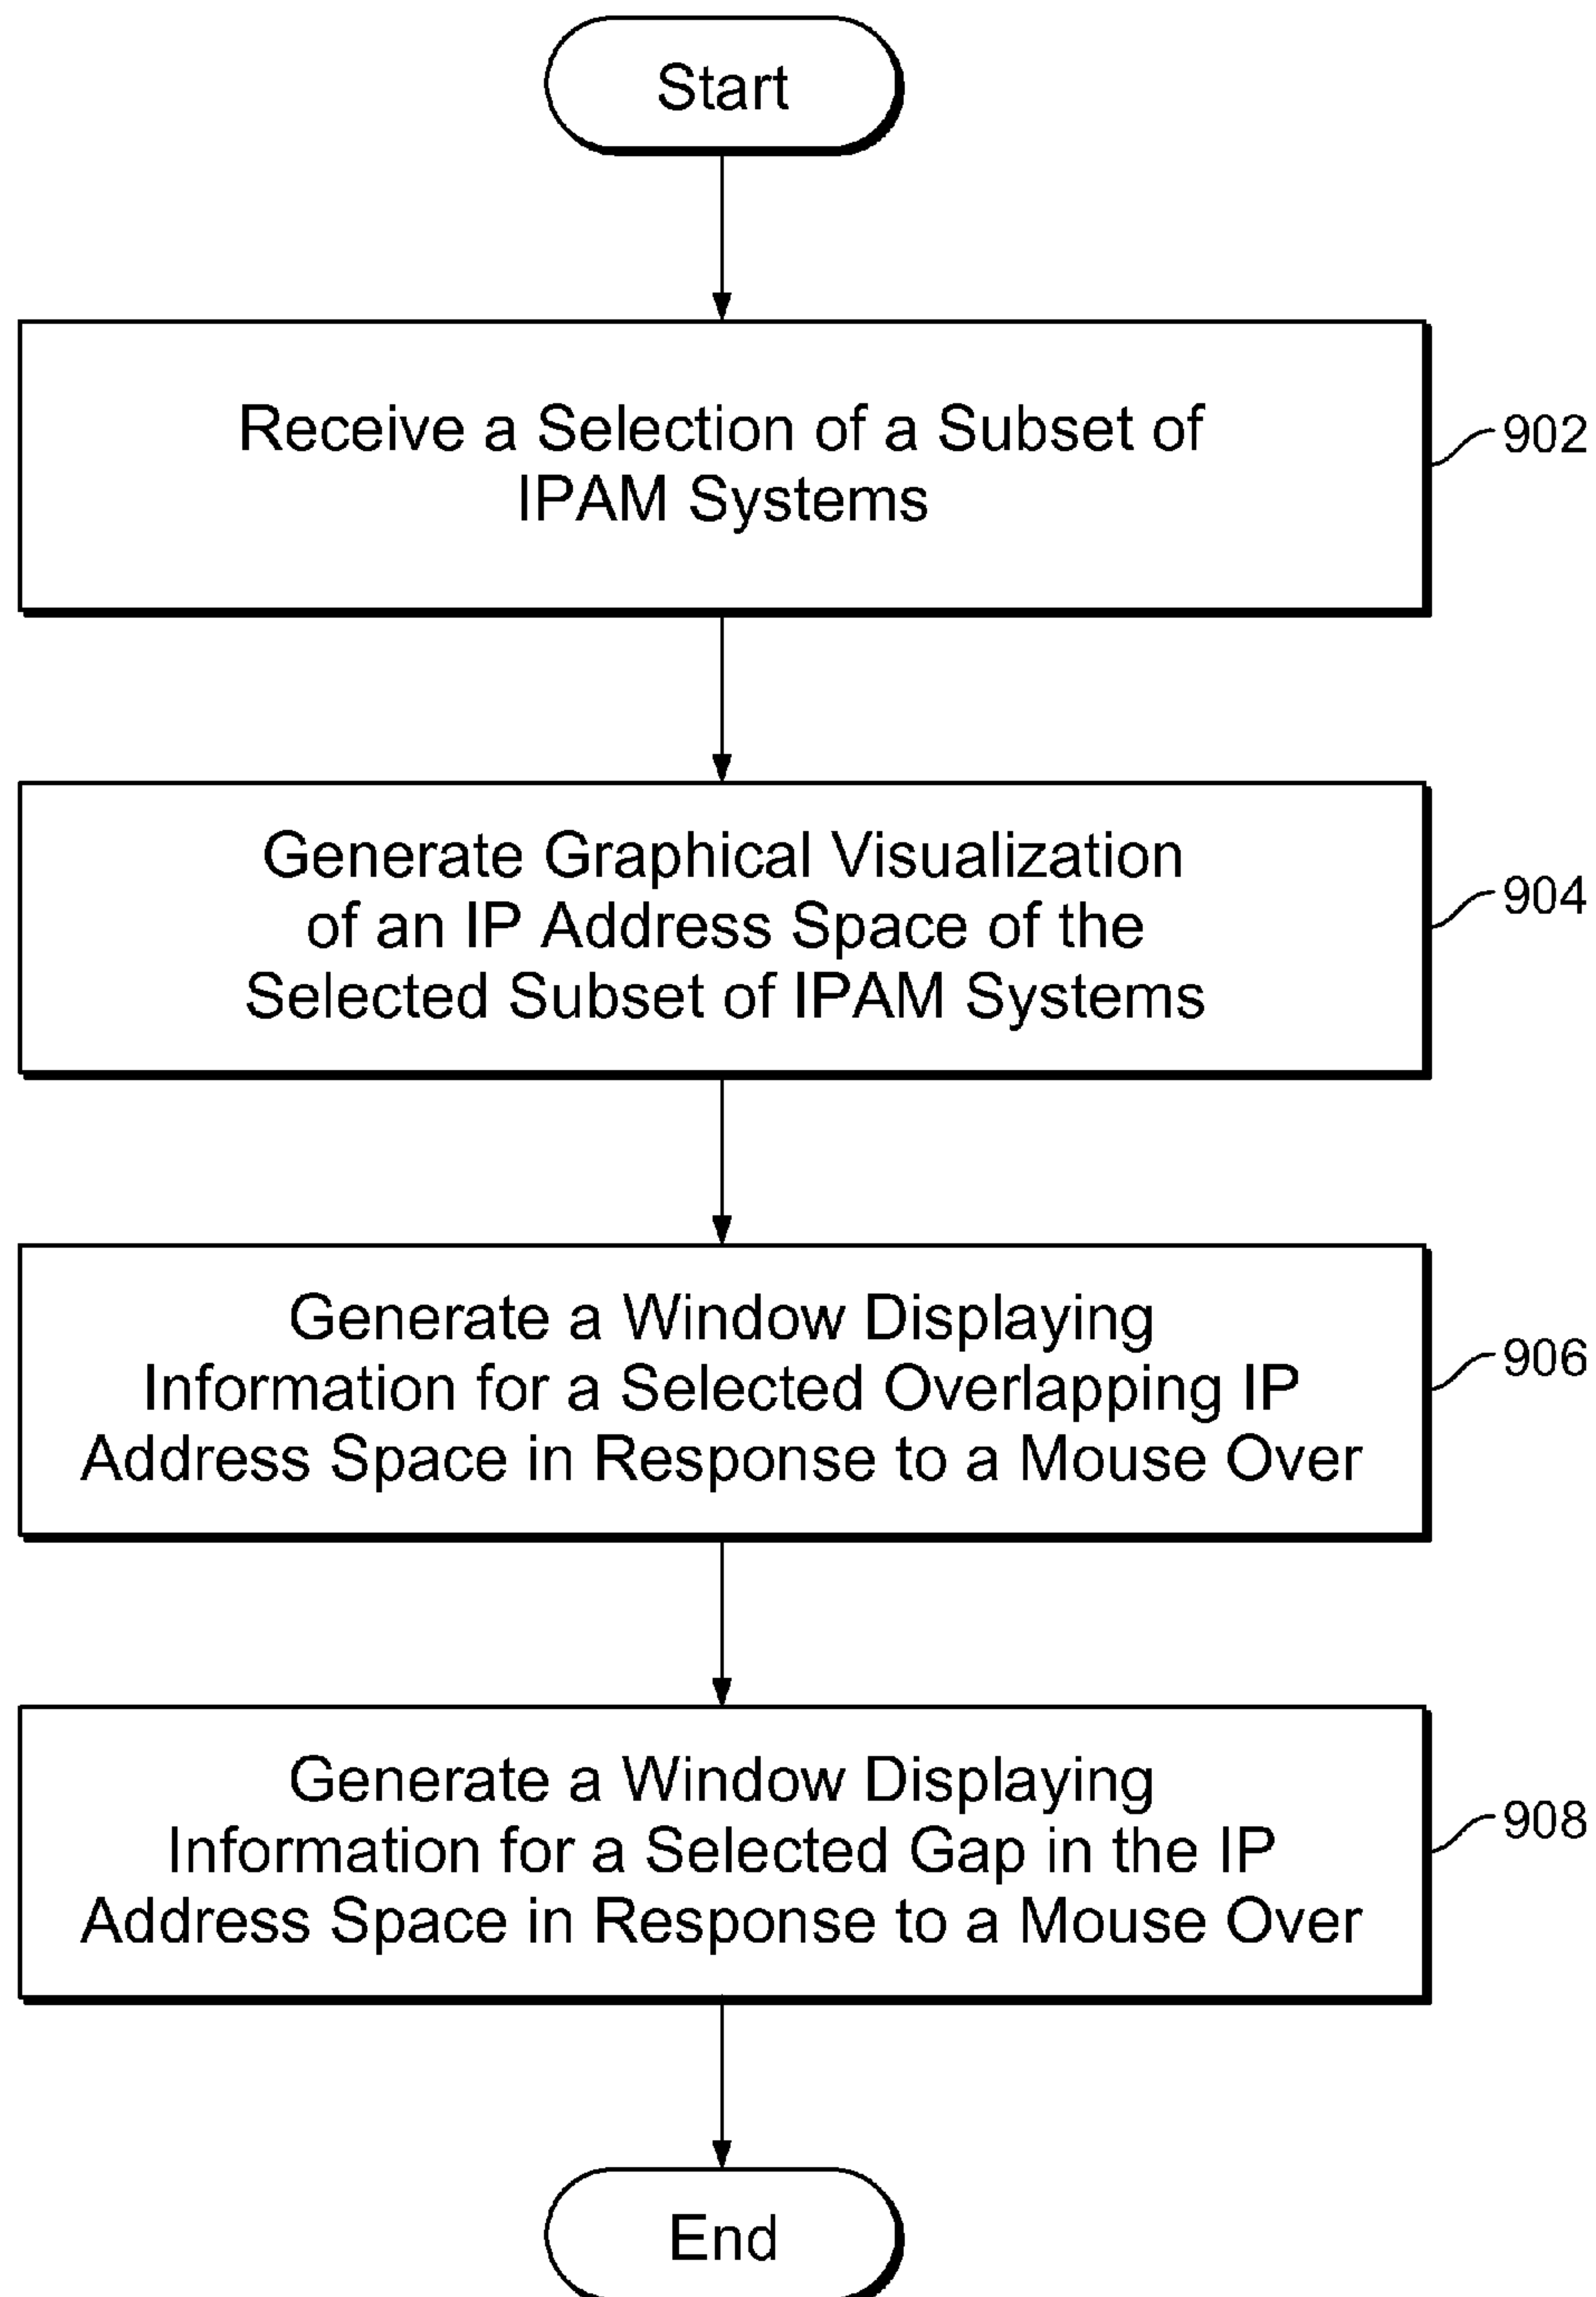 Start
Receive a Selection of a Subset of
IPAM Systems
902
Generate Graphical Visualization
of an IP Address Space of the
Selected Subset of IPAM Systems
904
Generate a Window Displaying
Information for a Selected Overlapping IP
Address Space in Response to a Mouse Over
906
Generate a Window Displaying
Information for a Selected Gap in the IP
Address Space in Response to a Mouse Over
908
End